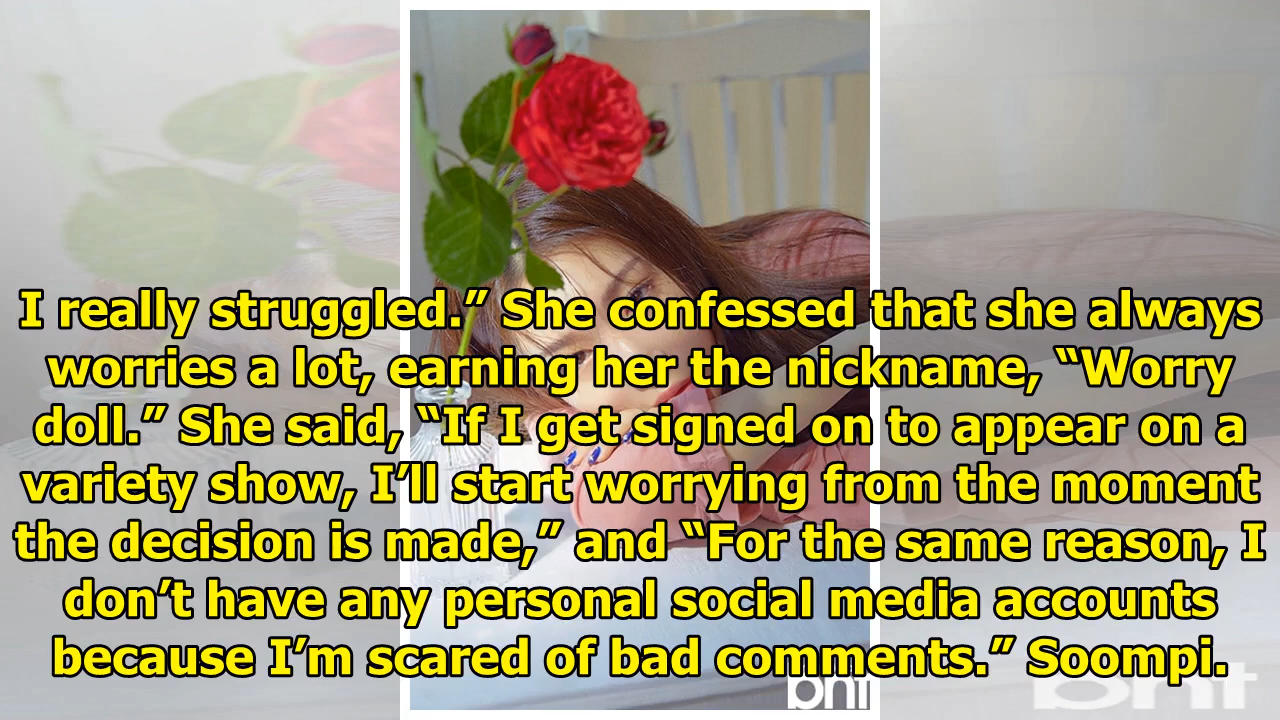 I really struggled.” She confessed that she always
worries a lot, earning her the nickname, “Worry
doll.” She said, “If I get signed on to appear on a
variety show, I’ll start worrying from the moment
the decision is made,” and “For the same reason, I
don’t have any personal social media accounts
because I’m scared of bad comments.” Soompi.
bnt
bnt